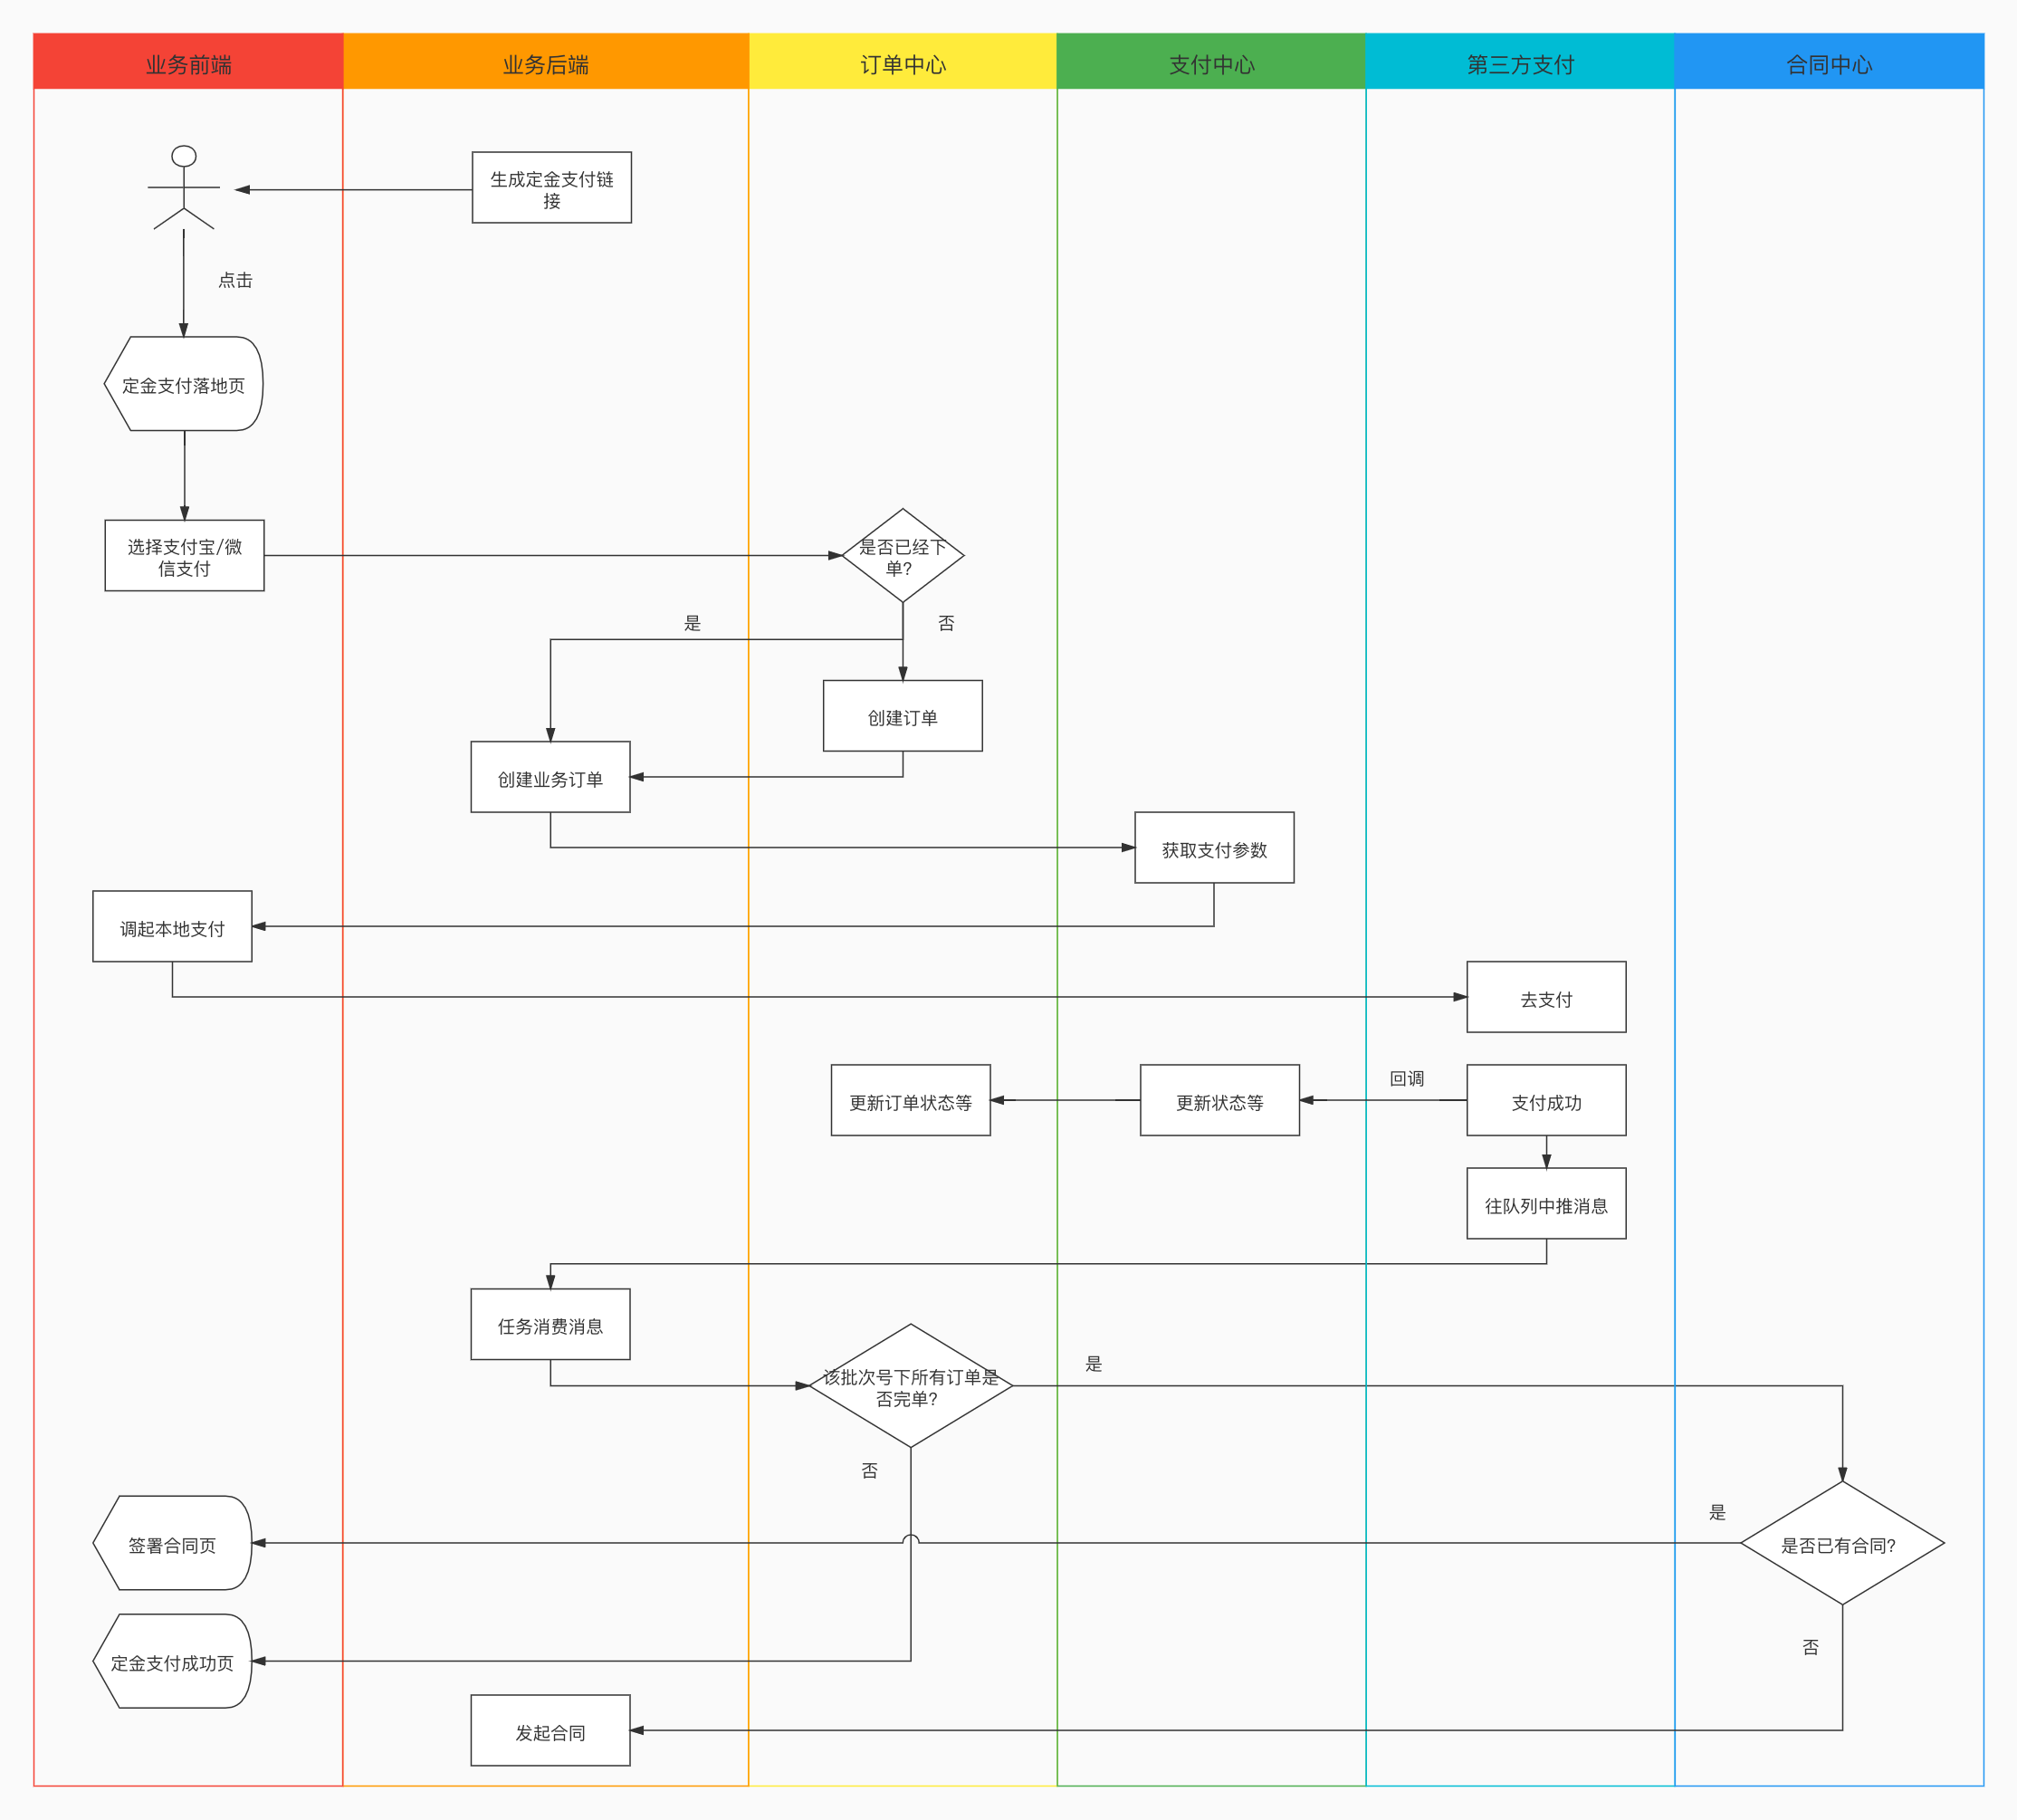 业务前端
业务后端
订单中心
支付中心
第三方支付
合同中心
生成定金支付链
接
点击
定金支付落地页
选择支付宝/微
信支付
是否已经下
单?
是
否
创建订单
创建业务订单
获取支付参数
调起本地支付
去支付
更新订单状态等
更新状态等
回调
支付成功
往队列中推消息
任务消费消息
该批次号下所有订单是
否完单?
是
否
是
签署合同页
是否已有合同?
否
定金支付成功页
发起合同